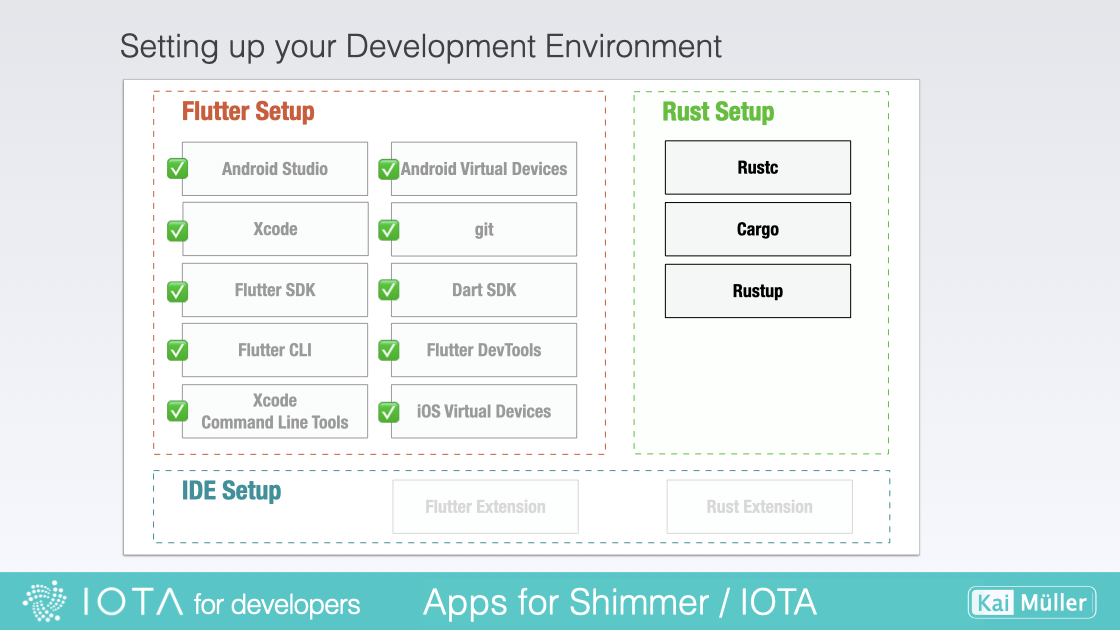 Setting up your Development Environment
Flutter Setup
Android Studio
Android Virtual Devices
Xcode
git
Flutter SDK
Dart SDK
Flutter CLI
Flutter DevTools
Xcode
Command Line Tools
iOS Virtual Devices
Rust Setup
Rustc
Cargo
Rustup
IDE Setup
Flutter Extension
Rust Extension
IOTA for developers
Apps for Shimmer / IOTA
Kai Müller